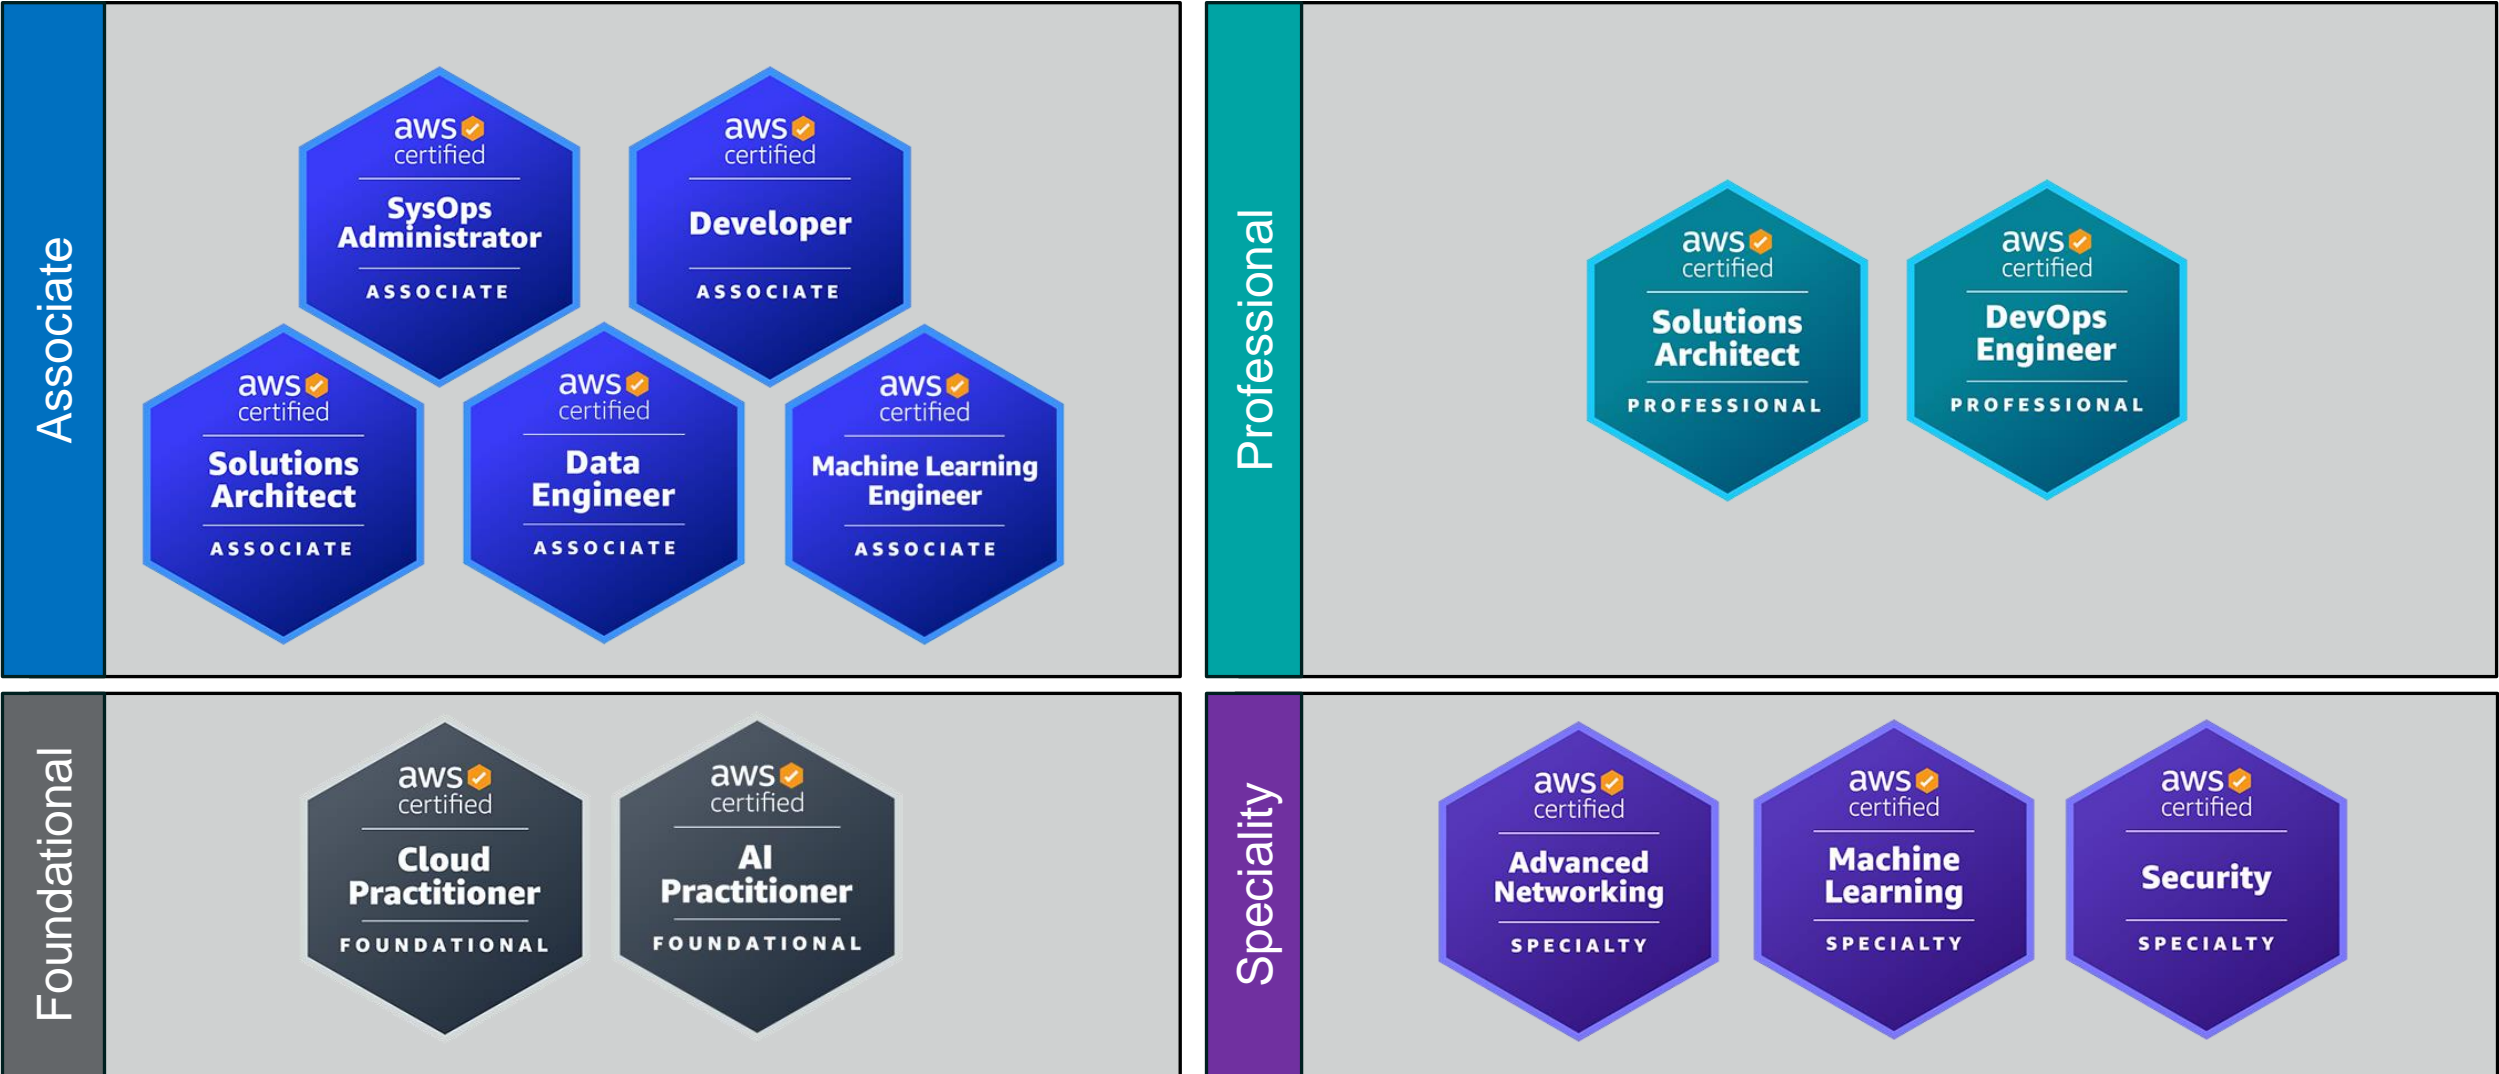 Associate
aws
certified
SysOps
Administrator
ASSOCIATE
aws
certified
Developer
ASSOCIATE
aws
certified
Solutions
Architect
ASSOCIATE
aws
certified
Data
Engineer
ASSOCIATE
aws
certified
Machine Learning
Engineer
ASSOCIATE
Professional
aws
certified
Solutions
Architect
PROFESSIONAL
aws
certified
DevOps
Engineer
PROFESSIONAL
Foundational
aws
certified
Cloud
Practitioner
FOUNDATIONAL
aws
certified
AI
Practitioner
FOUNDATIONAL
Speciality
aws
certified
Advanced
Networking
SPECIALTY
aws
certified
Machine
Learning
SPECIALTY
aws
certified
Security
SPECIALTY